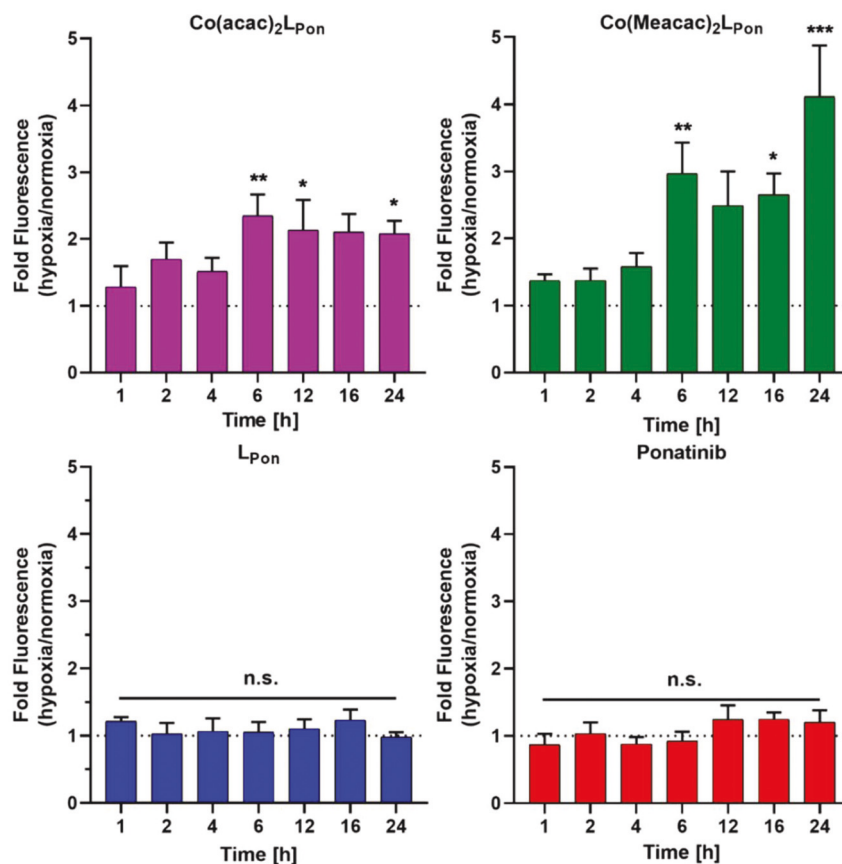 Co(acac)₂L_Pon
Fold Fluorescence
(hypoxia/normoxia)
5
4
3
2
1
0
** * *
1 2 4 6 12 16 24
Time [h]
Co(Meacac)₂L_Pon
Fold Fluorescence
(hypoxia/normoxia)
5
4
3
2
1
0
** * ***
1 2 4 6 12 16 24
Time [h]
L_Pon
Fold Fluorescence
(hypoxia/normoxia)
5
4
3
2
1
0
n.s.
1 2 4 6 12 16 24
Time [h]
Ponatinib
Fold Fluorescence
(hypoxia/normoxia)
5
4
3
2
1
0
n.s.
1 2 4 6 12 16 24
Time [h]